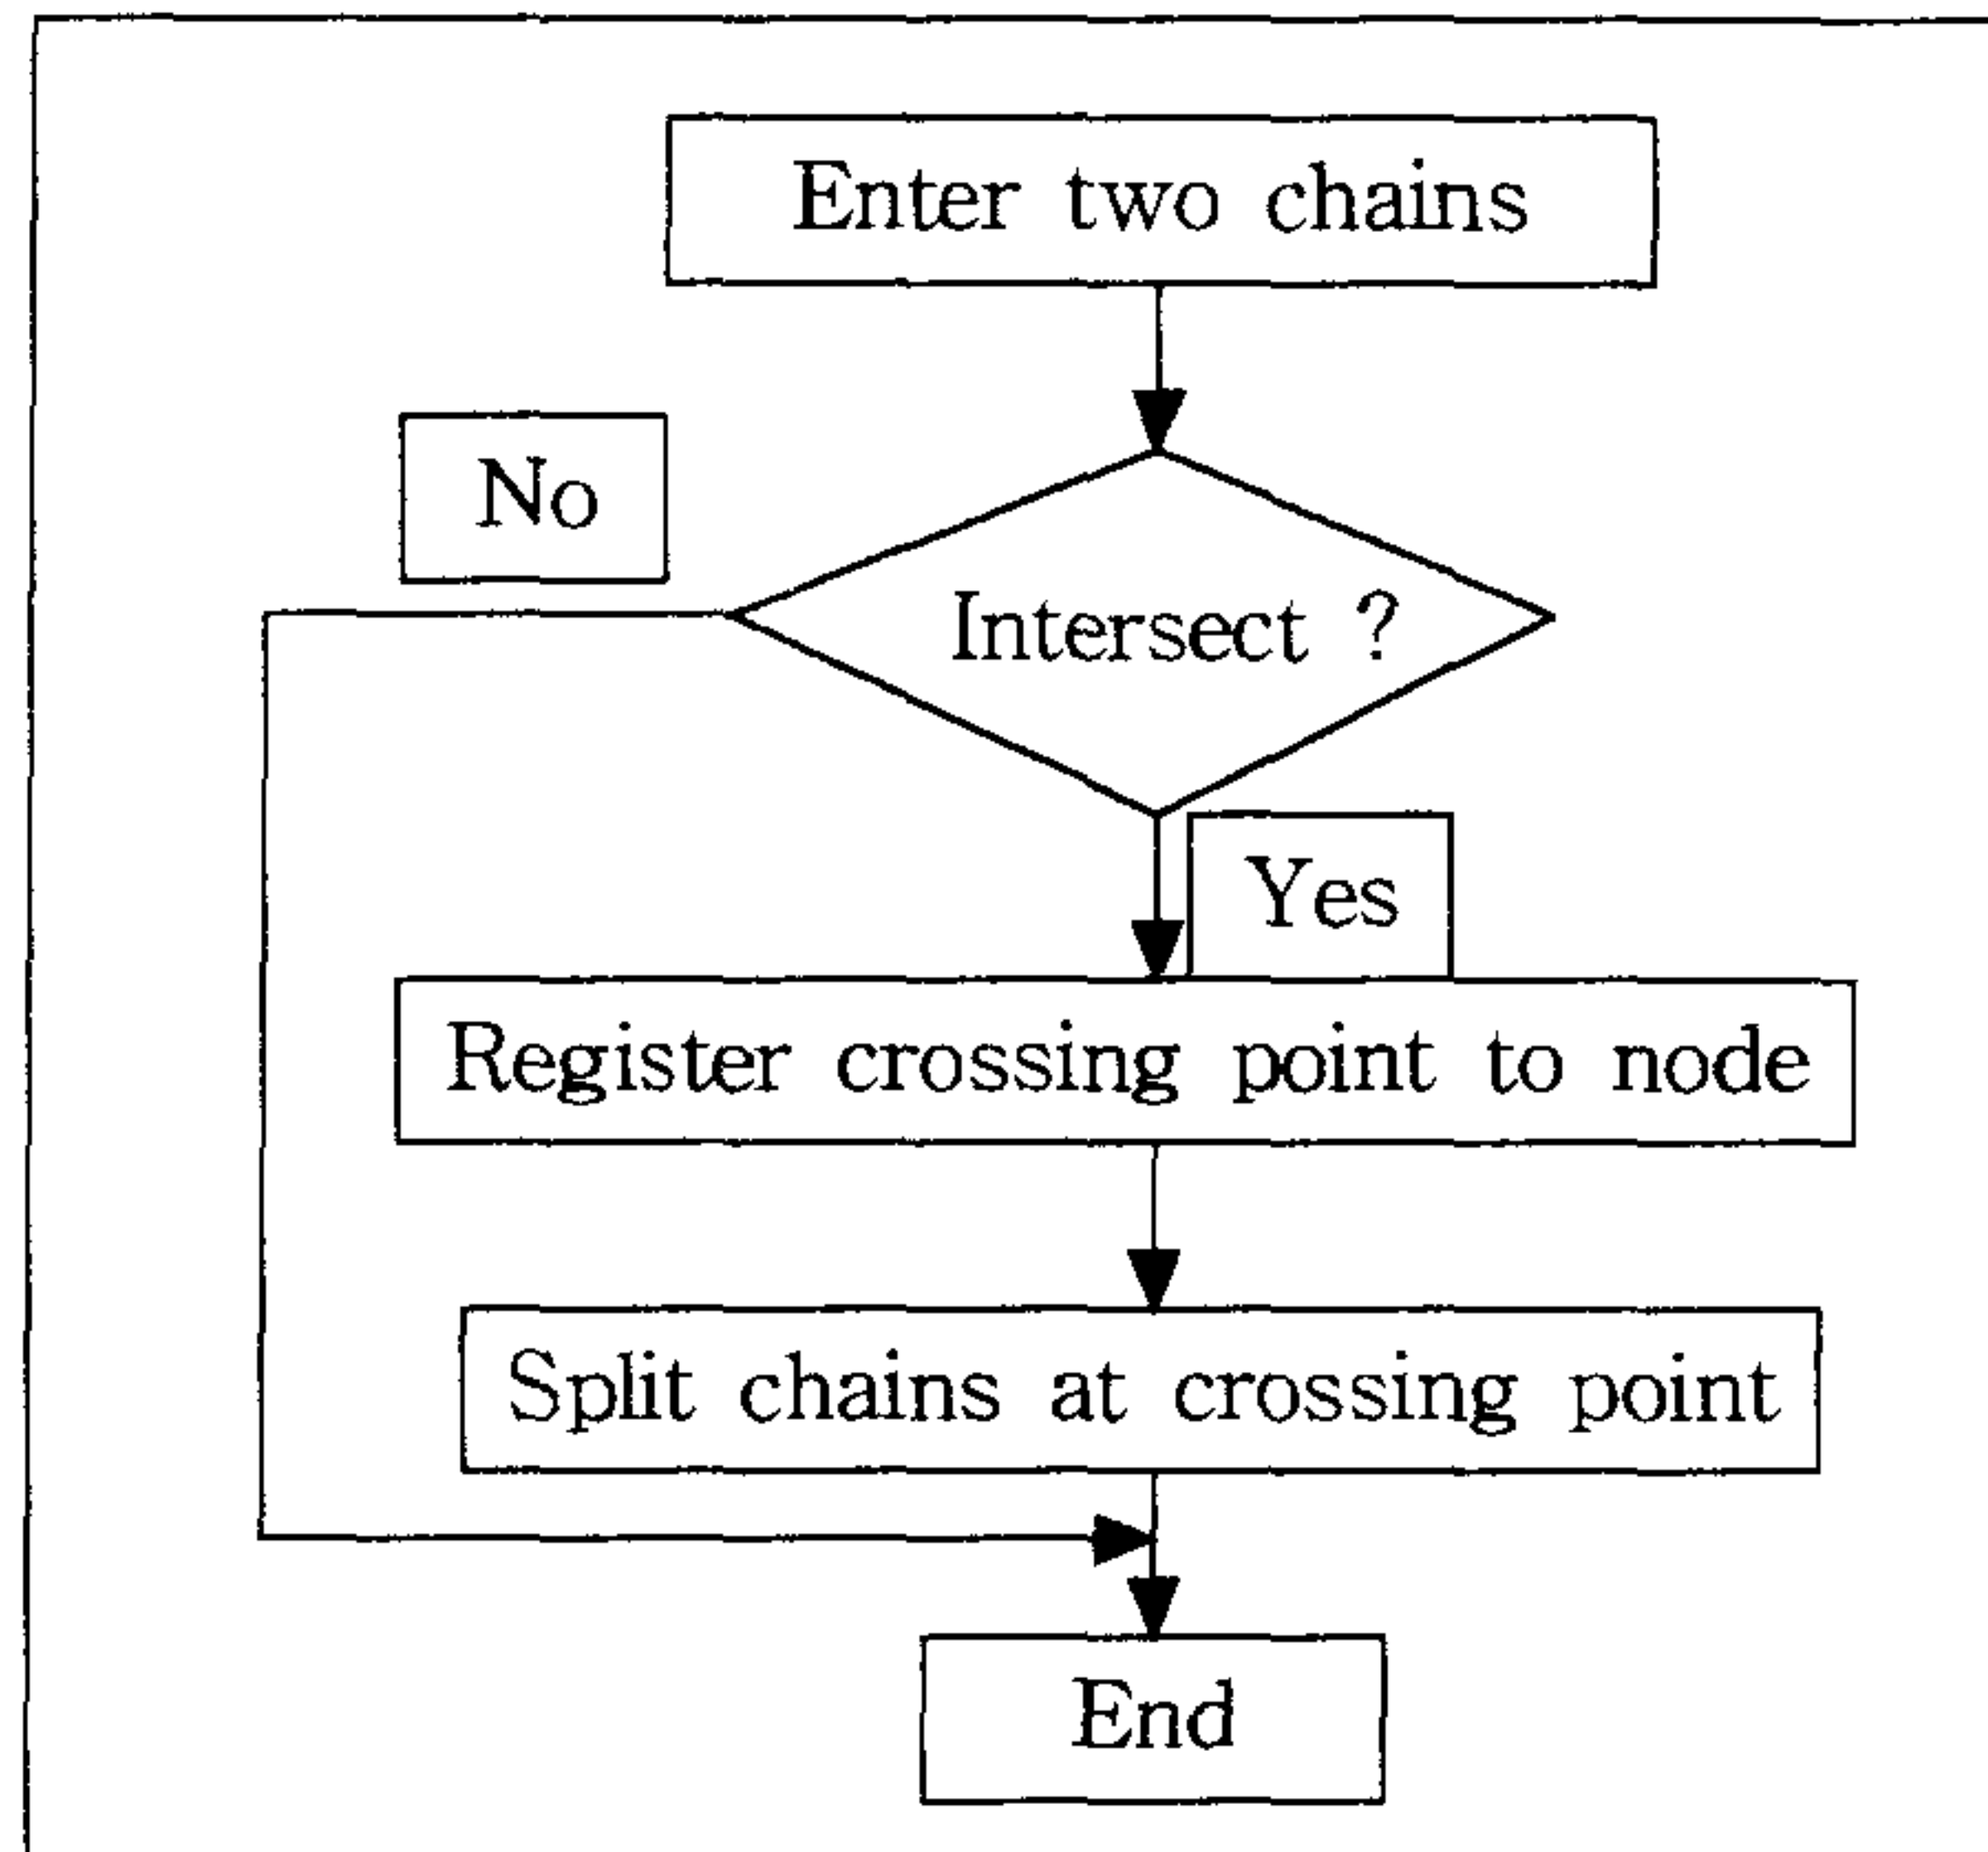 Enter two chains
No
Intersect ?
Yes
Register crossing point to node
Split chains at crossing point
End